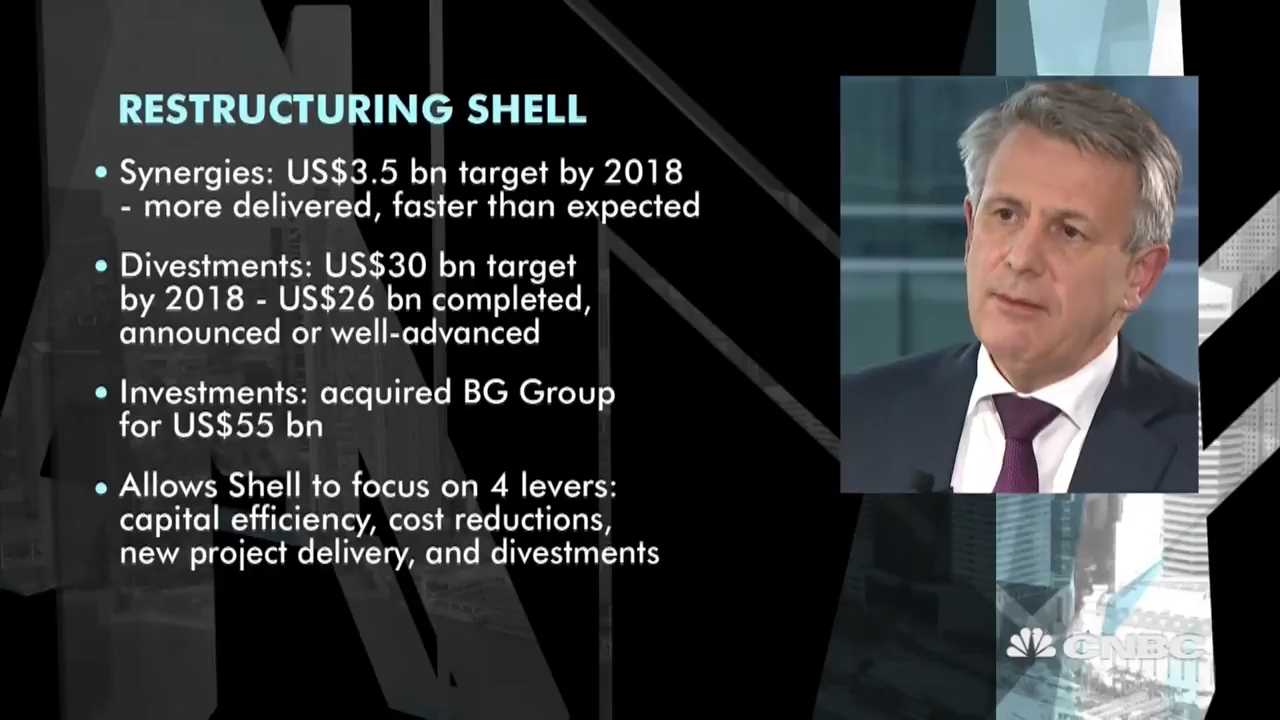 RESTRUCTURING SHELL
• Synergies: US$3.5 bn target by 2018
- more delivered, faster than expected
• Divestments: US$30 bn target
by 2018 - US$26 bn completed,
announced or well-advanced
• Investments: acquired BG Group
for US$55 bn
• Allows Shell to focus on 4 levers:
capital efficiency, cost reductions,
new project delivery, and divestments
CNBC